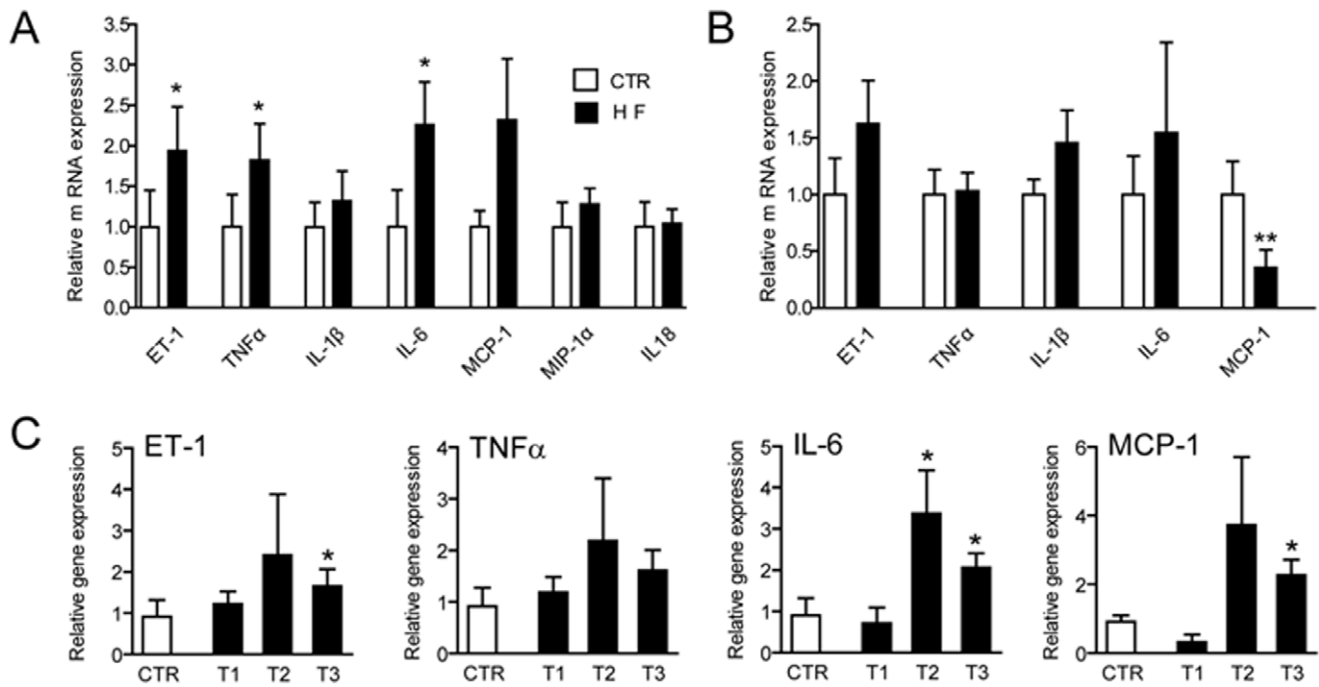 A
Relative m RNA expression
3.5
3.0
2.5
2.0
1.5
1.0
0.5
0.0
* * *
CTR
H F
ET-1 TNFα IL-1β IL-6 MCP-1 MIP-1α IL18
B
Relative m RNA expression
2.5
2.0
1.5
1.0
0.5
0.0
**
ET-1 TNFα IL-1β IL-6 MCP-1
C
ET-1
Relative gene expression
5
4
3
2
1
0
*
CTR T1 T2 T3
TNFα
Relative gene expression
4
3
2
1
0
CTR T1 T2 T3
IL-6
Relative gene expression
5
4
3
2
1
0
* *
CTR T1 T2 T3
MCP-1
Relative gene expression
6
4
2
0
*
CTR T1 T2 T3